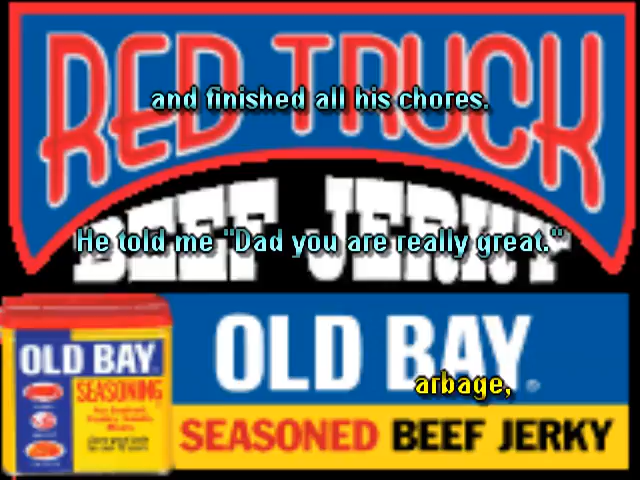 RED TRUCK
and finished all his chores.
BEEF JERKY
He told me "Dad you are really great."
OLD BAY®
arbage,
SEASONED BEEF JERKY
OLD BAY
SEASONING